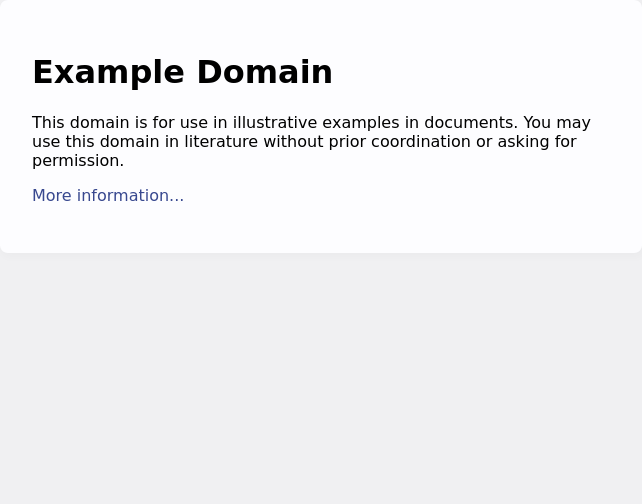 Example Domain
This domain is for use in illustrative examples in documents. You may
use this domain in literature without prior coordination or asking for
permission.
More information...